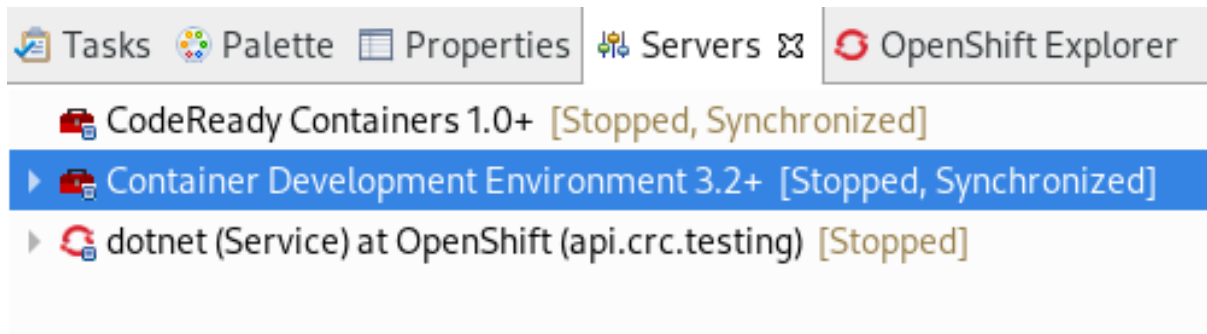 Tasks Palette Properties Servers OpenShift Explorer
CodeReady Containers 1.0+ [Stopped, Synchronized]
Container Development Environment 3.2+ [Stopped, Synchronized]
dotnet (Service) at OpenShift (api.crc.testing) [Stopped]